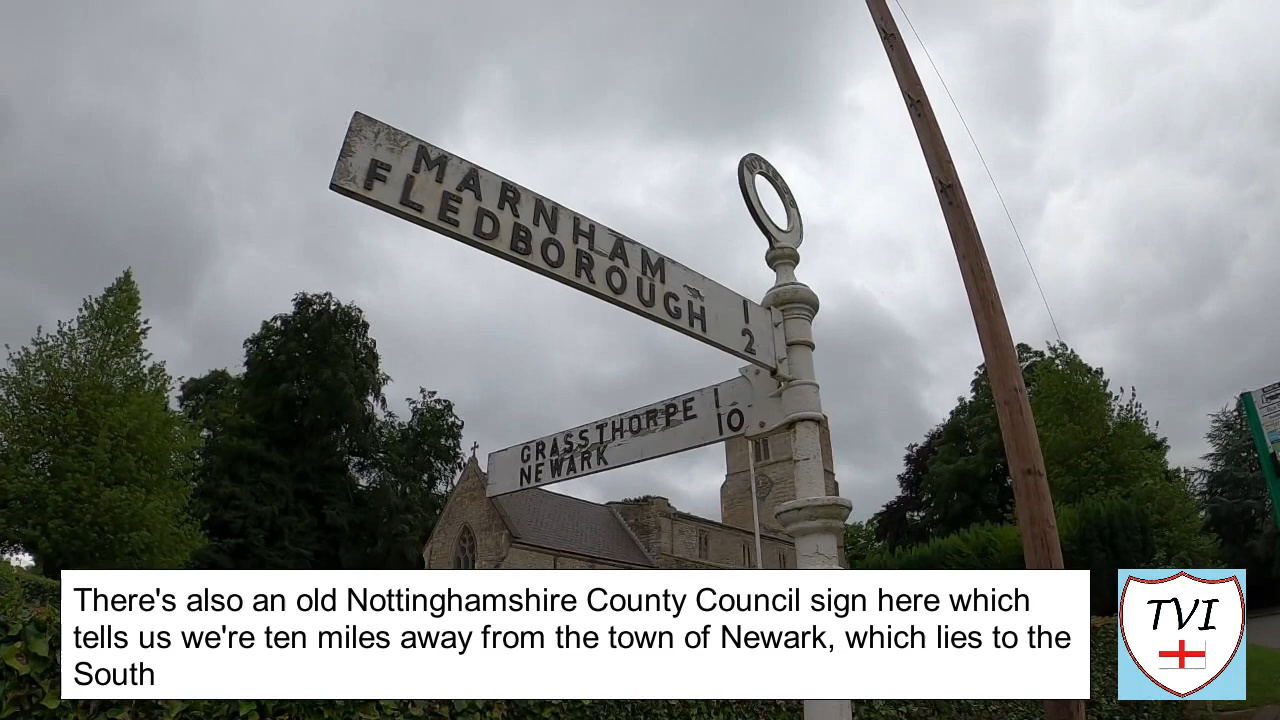 MARNHAM 1
FLEDBOROUGH 2
GRASSTHORPE 1
NEWARK 10
There's also an old Nottinghamshire County Council sign here which
tells us we're ten miles away from the town of Newark, which lies to the
South
TVI